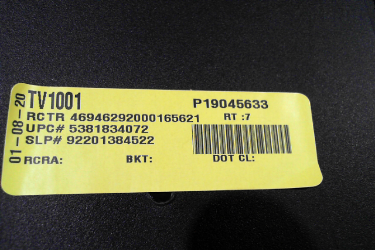 01-08-20
TV1001 P19045633
RCTR 46946292000165621 RT :7
UPC# 5381834072
SLP# 92201384522
RCRA: BKT: DOT CL: